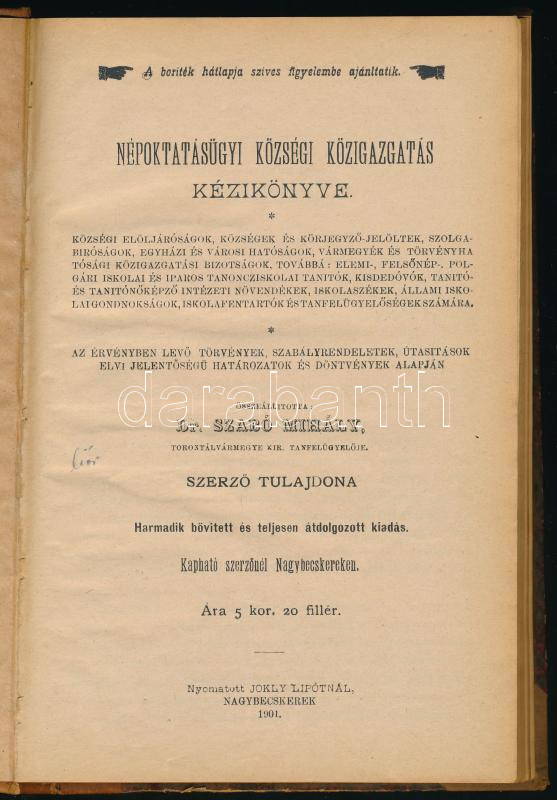 A boriték hátlapja szives figyelembe ajánltatik.
NÉPOKTATÁSÜGYI KÖZSÉGI KÖZIGAZGATÁS
KÉZIKÖNYVE.
*
KÖZSÉGI ELÖLJÁRÓSÁGOK, KÖZSÉGEK ÉS KÖRJEGYZŐ-JELÖLTEK, SZOLGA-
BIRÓSÁGOK, EGYHÁZI ÉS VÁROSI HATÓSÁGOK, VÁRMEGYÉK ÉS TÖRVÉNYHA
TÓSÁGI KÖZIGAZGATÁSI BIZOTSÁGOK, TOVÁBBÁ: ELEMI-, FELSŐNÉP-, POL-
GÁRI ISKOLAI ÉS IPAROS TANONCZISKOLAI TANITÓK, KISDEDÓVÓK, TANITÓ-
ÉS TANITÓNŐKÉPZŐ INTÉZETI NÖVENDÉKEK, ISKOLASZÉKEK, ÁLLAMI ISKO-
LAI GONDNOKSÁGOK, ISKOLAFENTARTÓK ÉS TANFELÜGYELŐSÉGEK SZÁMÁRA.
*
AZ ÉRVÉNYBEN LEVŐ TÖRVÉNYEK, SZABÁLYRENDELETEK, ÚTASITÁSOK
ELVI JELENTŐSÉGŰ HATÁROZATOK ÉS DÖNTVÉNYEK ALAPJÁN
ÖSSZEÁLLITOTTA:
darabanth
Dr. SZABÓ MIHÁLY,
TORONTÁLVÁRMEGYE KIR. TANFELÜGYELŐJE.
SZERZŐ TULAJDONA
Harmadik bővitett és teljesen átdolgozott kiadás.
Kapható szerzőnél Nagybecskereken.
Ára 5 kor. 20 fillér.
Nyomatott JOKLY LIPÓTNÁL,
NAGYBECSKEREK
1901.